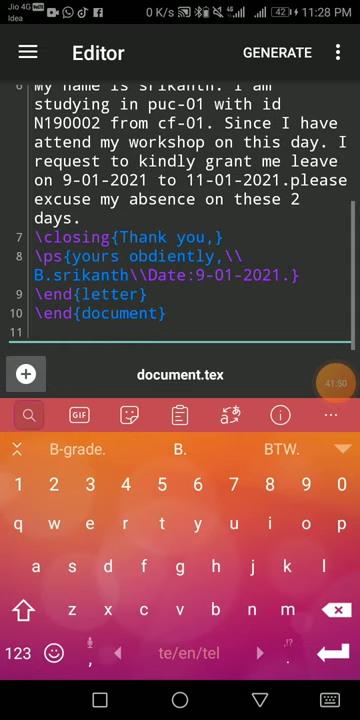 Jio 4G
Idea
0 K/s
42
11:28 PM
Editor
GENERATE
6 My name is srikanth. I am
studying in puc-01 with id
N190002 from cf-01. Since I have
attend my workshop on this day. I
request to kindly grant me leave
on 9-01-2021 to 11-01-2021.please
excuse my absence on these 2
days.
7 \closing{Thank you,}
8 \ps{yours obdiently,\\
B.srikanth\\Date:9-01-2021.}
9 \end{letter}
10 \end{document}
11
document.tex
41:50
GIF
B-grade. B. BTW.
1 2 3 4 5 6 7 8 9 0
q w e r t y u i o p
a s d f g h j k l
z x c v b n m
123 , te/en/tel ,!? .